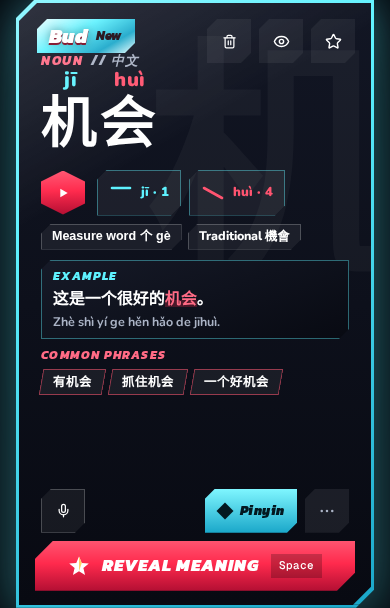 Bud New
NOUN // 中文
jī huì
机会
jī · 1 huì · 4
Measure word 个 gè Traditional 機會
EXAMPLE
这是一个很好的机会。
Zhè shì yí ge hěn hǎo de jīhuì.
COMMON PHRASES
有机会 抓住机会 一个好机会
Pinyin ...
REVEAL MEANING Space